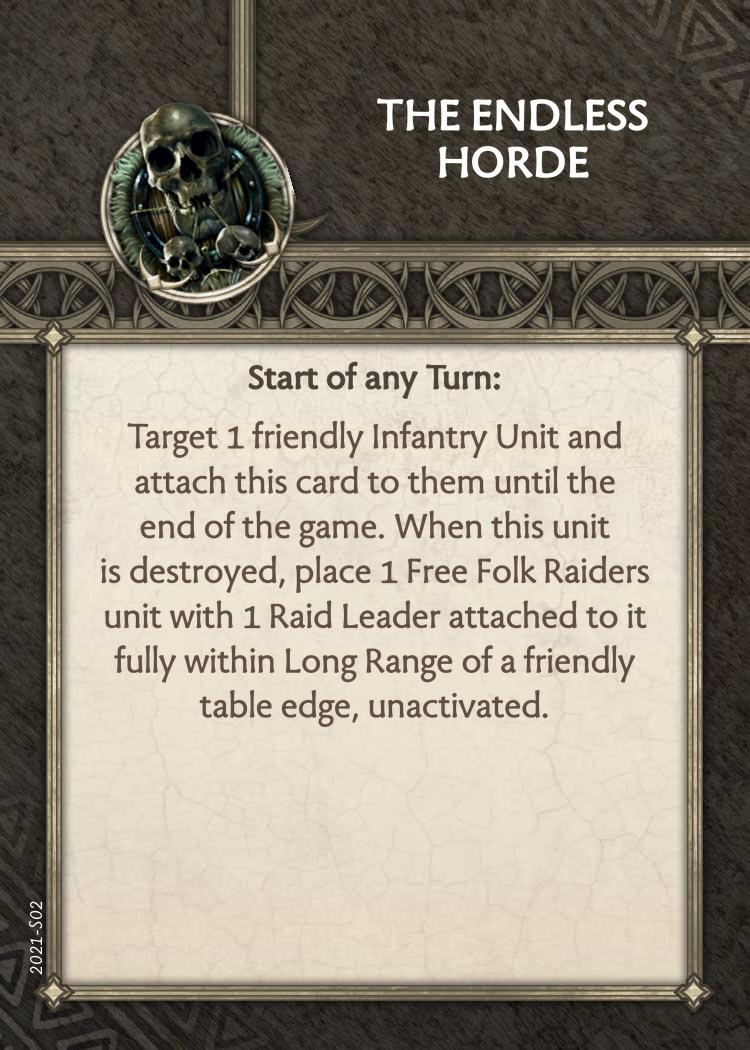 THE ENDLESS
HORDE
Start of any Turn:
Target 1 friendly Infantry Unit and
attach this card to them until the
end of the game. When this unit
is destroyed, place 1 Free Folk Raiders
unit with 1 Raid Leader attached to it
fully within Long Range of a friendly
table edge, unactivated.
2021-S02